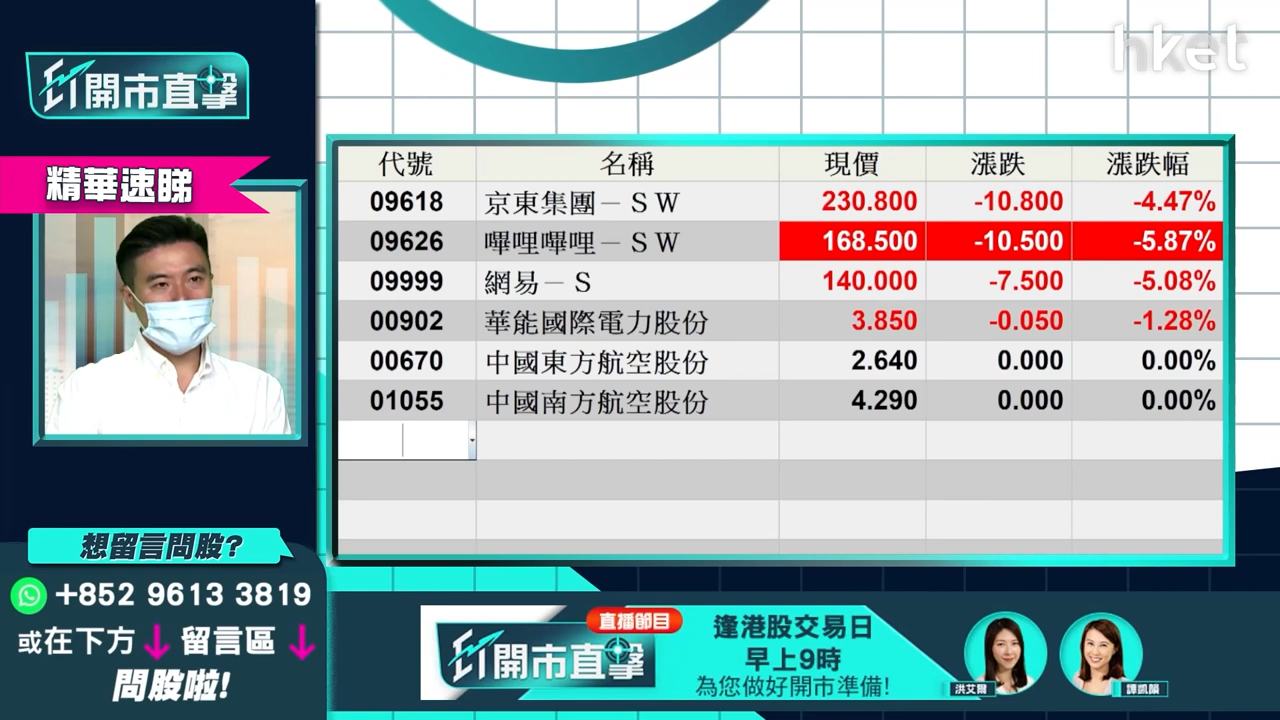 hket
ET開市直擊
精華速睇
代號 名稱 現價 漲跌 漲跌幅
09618 京東集團－ＳＷ 230.800 -10.800 -4.47%
09626 嗶哩嗶哩－ＳＷ 168.500 -10.500 -5.87%
09999 網易－Ｓ 140.000 -7.500 -5.08%
00902 華能國際電力股份 3.850 -0.050 -1.28%
00670 中國東方航空股份 2.640 0.000 0.00%
01055 中國南方航空股份 4.290 0.000 0.00%
想留言問股?
+852 9613 3819
或在下方↓留言區↓
問股啦!
直播節目
ET開市直擊
逢港股交易日
早上9時
為您做好開市準備!
洪艾爾
譚凱韻